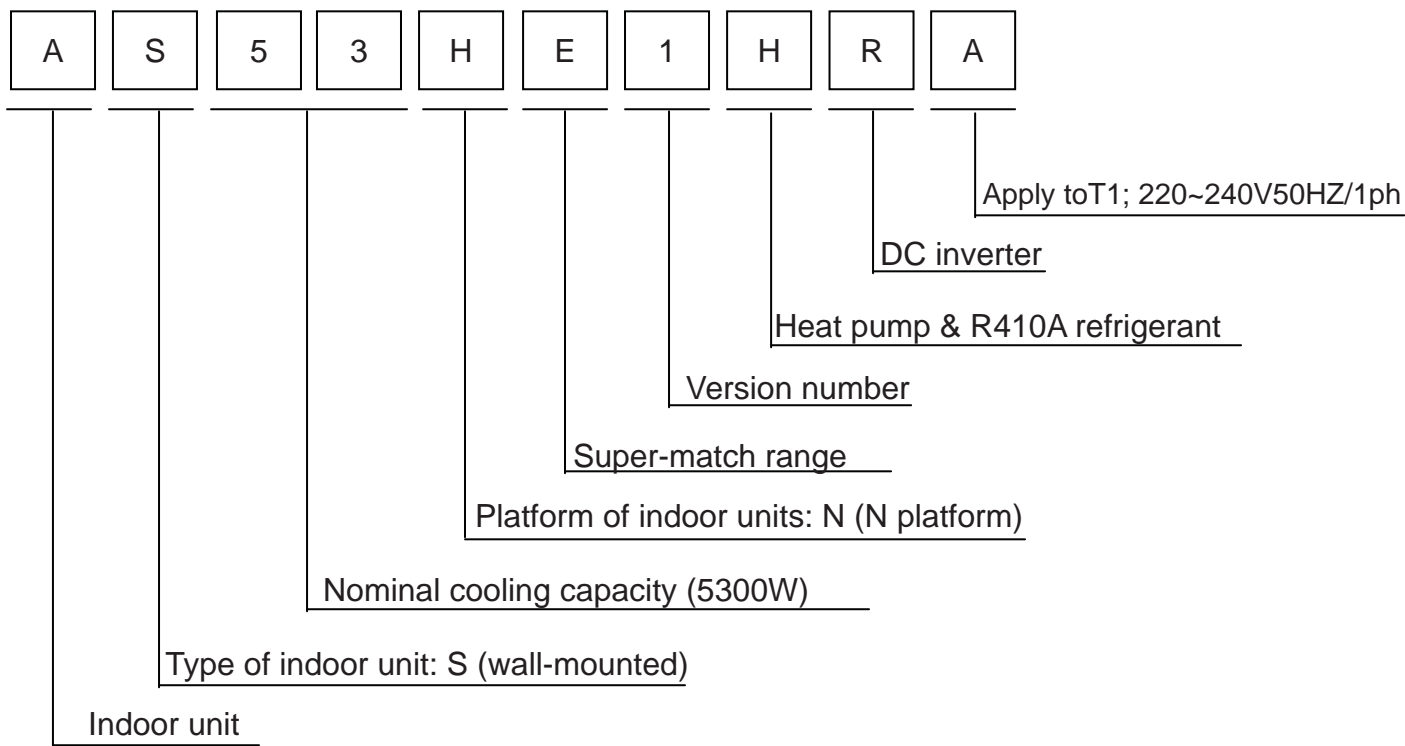 A S 5 3 H E 1 H R A
Apply toT1; 220~240V50HZ/1ph
DC inverter
Heat pump & R410A refrigerant
Version number
Super-match range
Platform of indoor units: N (N platform)
Nominal cooling capacity (5300W)
Type of indoor unit: S (wall-mounted)
Indoor unit